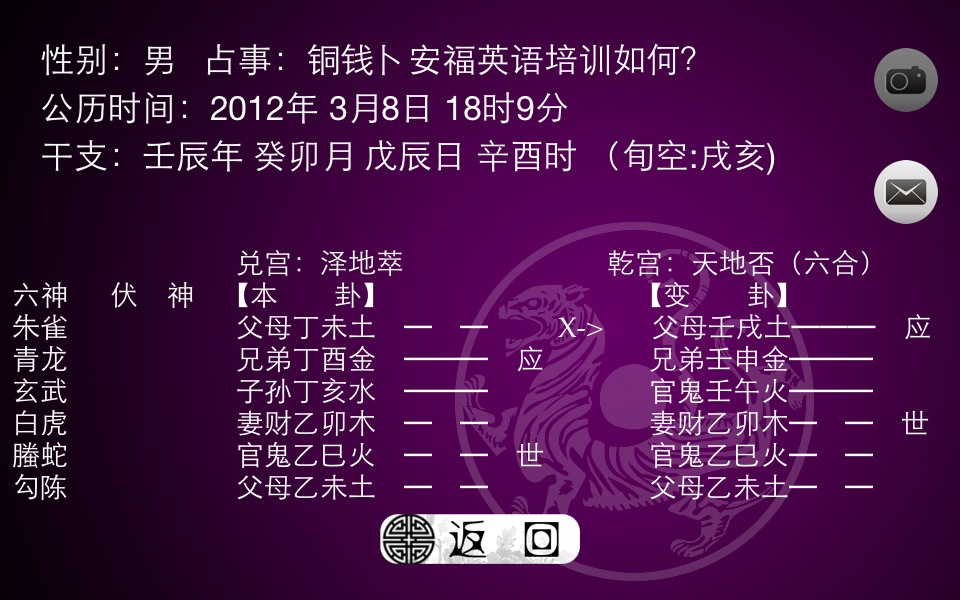 性别：男 占事：铜钱卜安福英语培训如何?
公历时间：2012年 3月8日 18时9分
干支：壬辰年 癸卯月 戊辰日 辛酉时 （旬空:戌亥)
兑宫：泽地萃 乾宫：天地否（六合）
六神 伏 神 【本 卦】 【变 卦】
朱雀 父母丁未土 — — X-> 父母壬戌土——— 应
青龙 兄弟丁酉金 ——— 应 兄弟壬申金———
玄武 子孙丁亥水 ——— 官鬼壬午火———
白虎 妻财乙卯木 — — 妻财乙卯木— — 世
螣蛇 官鬼乙巳火 — — 世 官鬼乙巳火— —
勾陈 父母乙未土 — — 父母乙未土— —
返 回